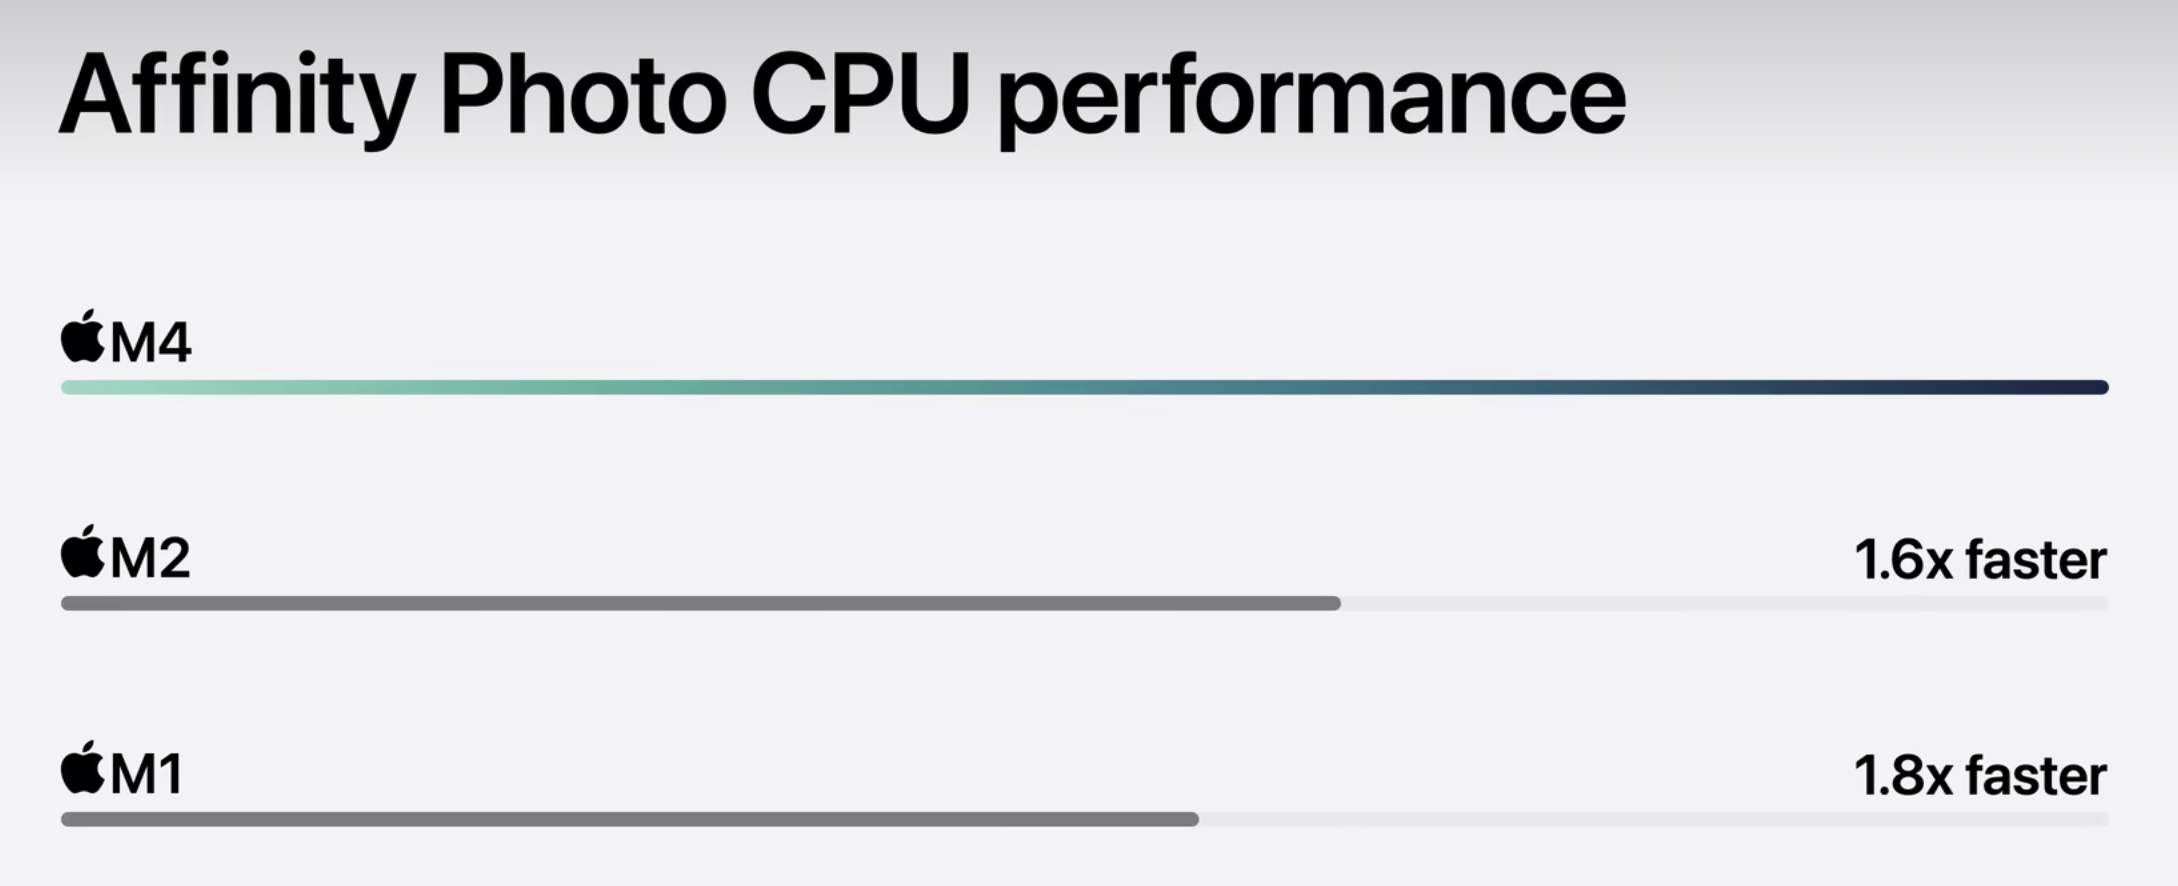 Affinity Photo CPU performance
M4
M2
1.6x faster
M1
1.8x faster